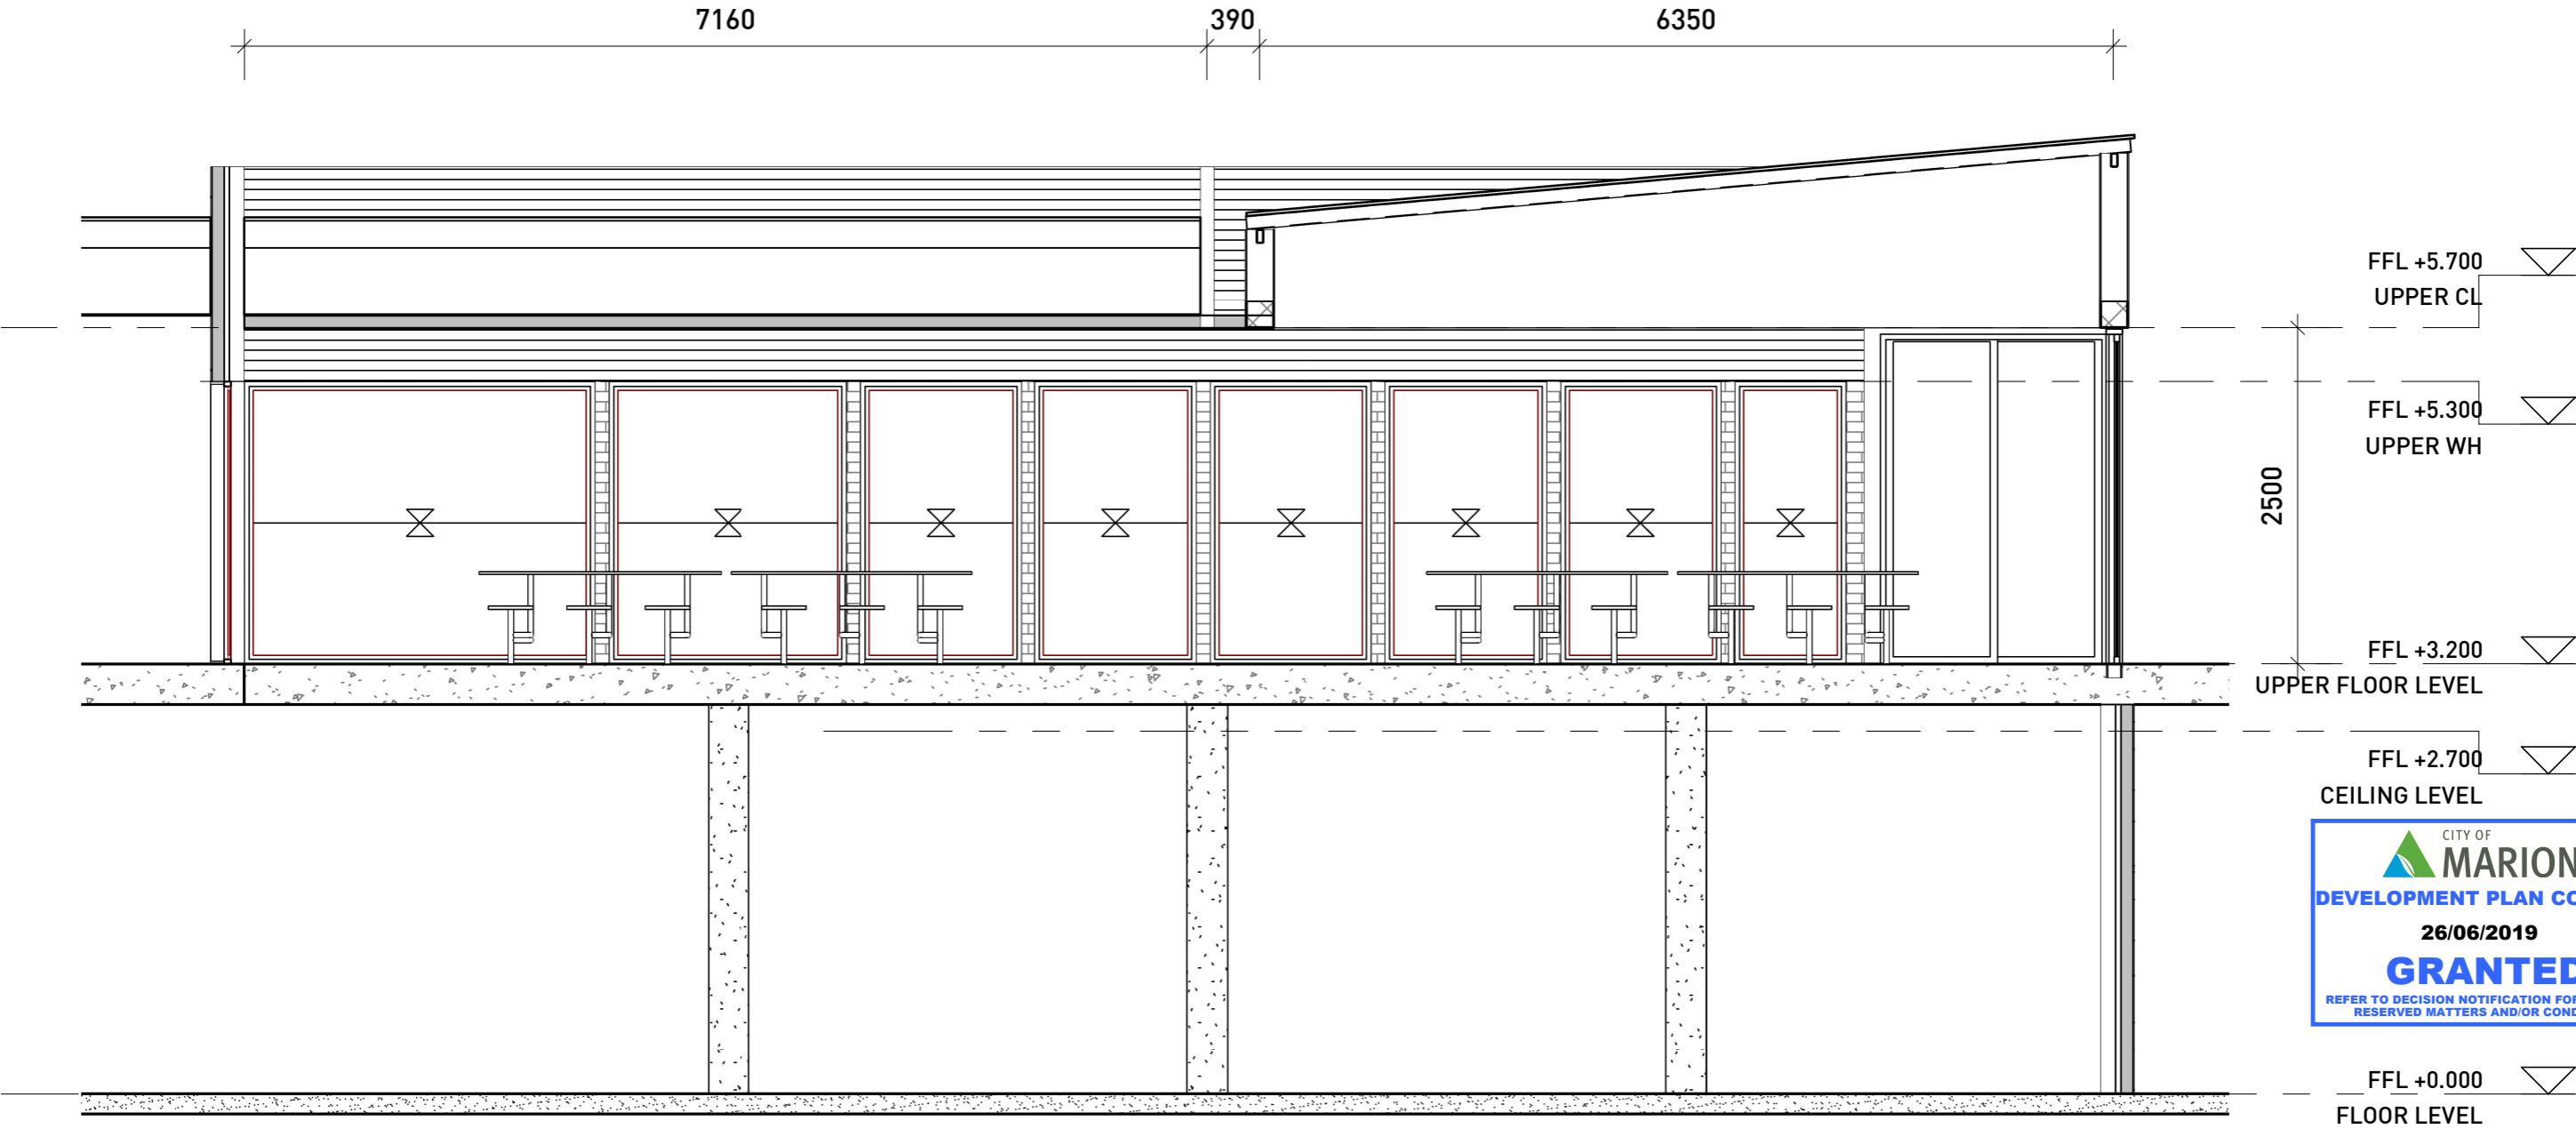 7160
390
6350
FFL +5.700
UPPER CL
FFL +5.300
UPPER WH
2500
FFL +3.200
UPPER FLOOR LEVEL
FFL +2.700
CEILING LEVEL
CITY OF
MARION
DEVELOPMENT PLAN CO
26/06/2019
GRANTED
REFER TO DECISION NOTIFICATION FOR
RESERVED MATTERS AND/OR COND
FFL +0.000
FLOOR LEVEL